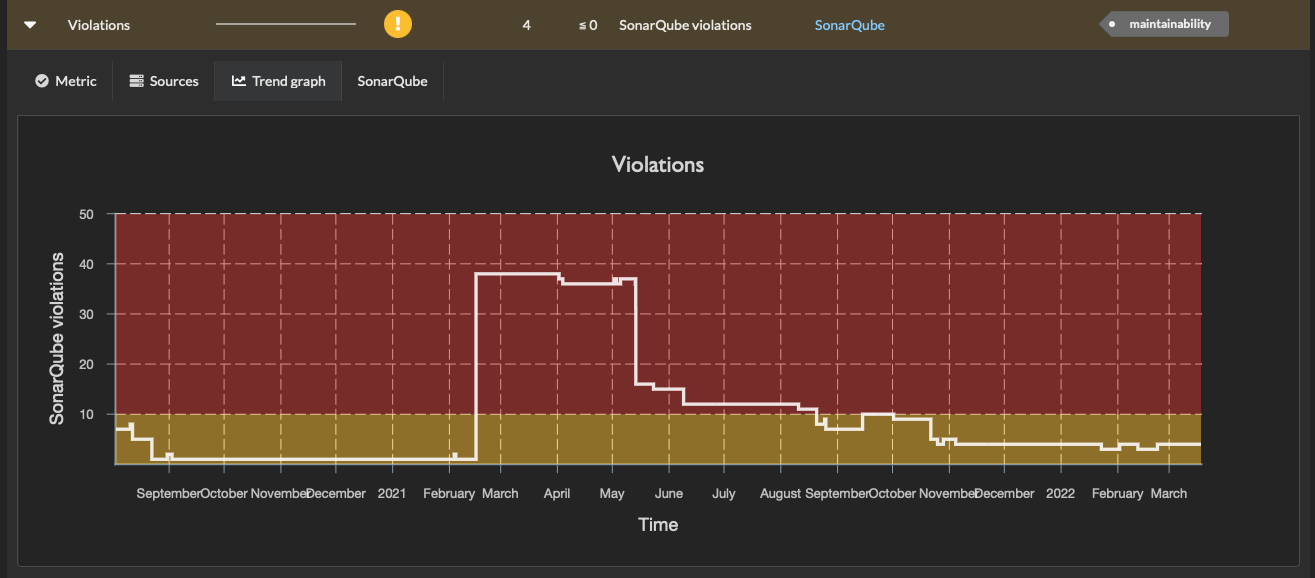 Violations 4 ≤ 0 SonarQube violations SonarQube maintainability
Metric Sources Trend graph SonarQube
Violations
50
40
30
20
10
SonarQube violations
September October November December 2021 February March April May June July August September October November December 2022 February March
Time